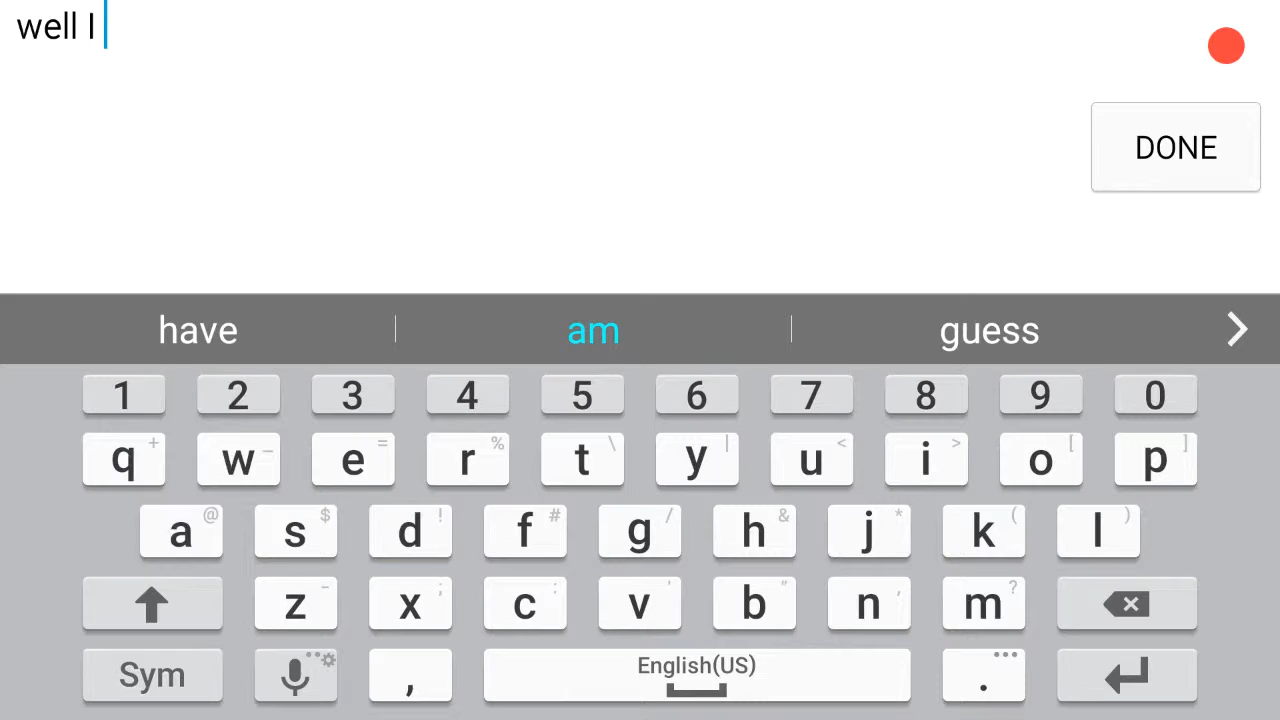 well I
DONE
have am guess
1 2 3 4 5 6 7 8 9 0
q + w _ e = r % t \ y | u < i > o [ p ]
a @ s $ d ! f # g / h & j * k ( l )
z - x ; c : v ' b " n , m ?
Sym , English(US) .